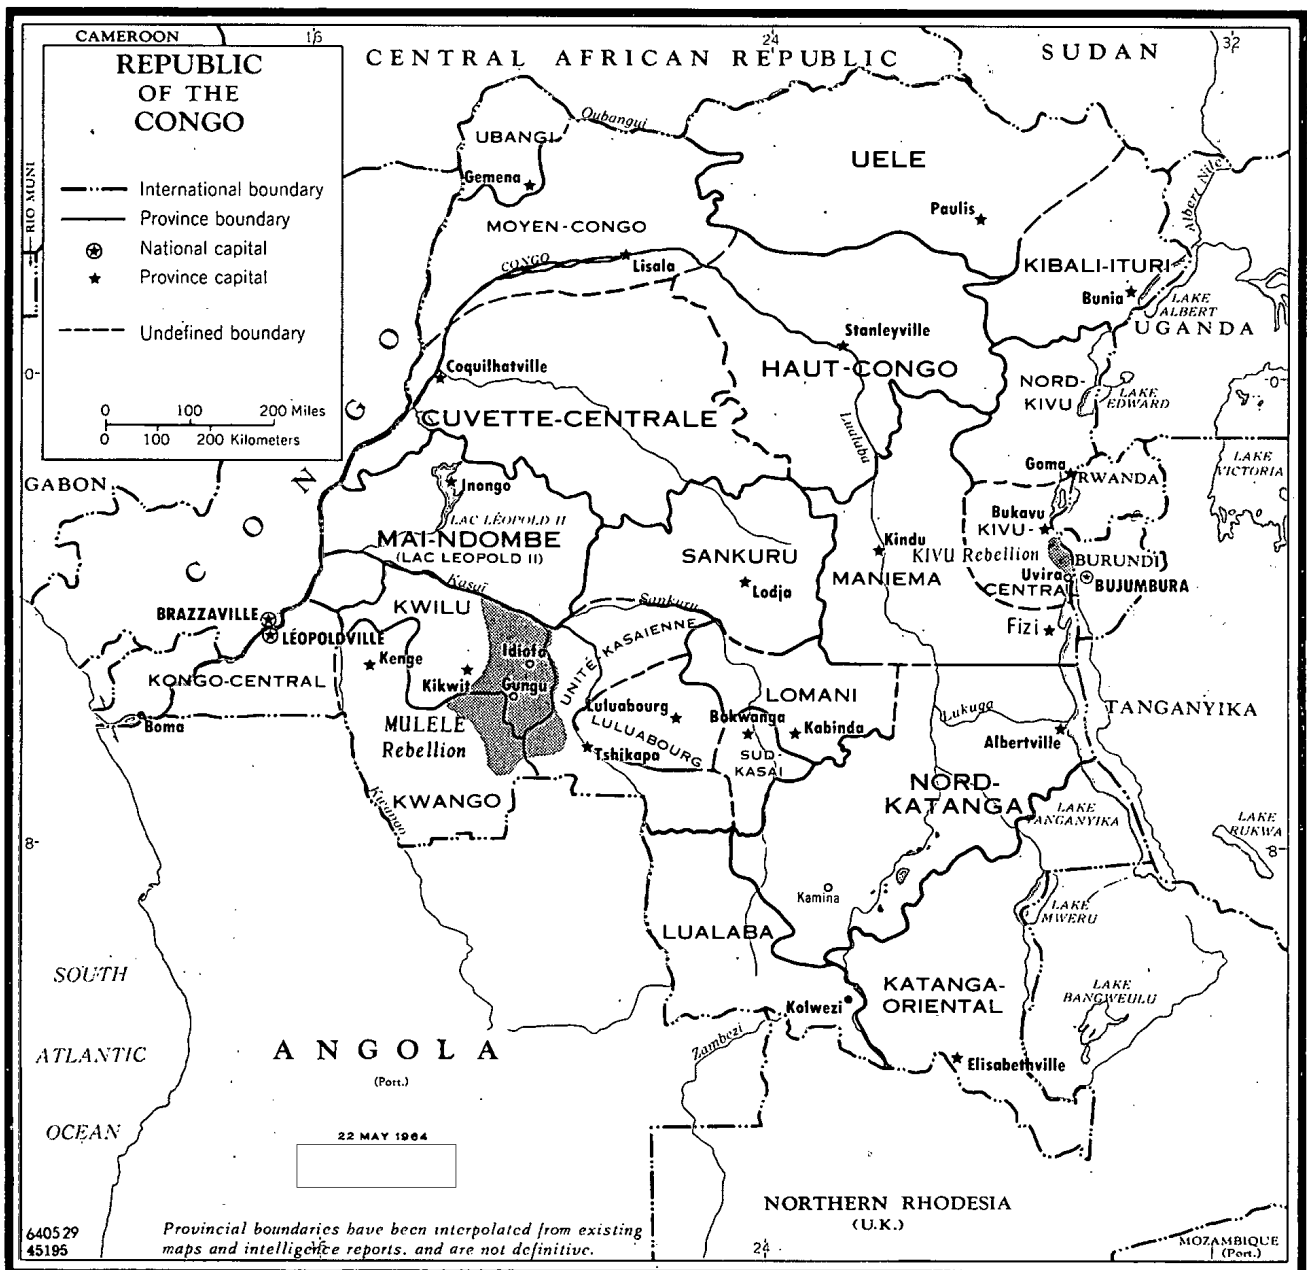 CAMEROON
16
24
32
CENTRAL AFRICAN REPUBLIC
SUDAN
REPUBLIC
OF THE
CONGO
International boundary
Province boundary
National capital
Province capital
Undefined boundary
0 100 200 Miles
0 100 200 Kilometers
RIO MUNI
UBANGI
Oubangui
Gemena
UELE
Paulis
Albert Nile
MOYEN-CONGO
CONGO
Lisala
KIBALI-ITURI
Bunia
LAKE
ALBERT
UGANDA
Stanleyville
HAUT-CONGO
0
0
Coquilhatville
CUVETTE-CENTRALE
Lualaba
NORD-
KIVU
LAKE
EDWARD
CONGO
GABON
Inongo
LAC LÉOPOLD II
MAI-NDOMBE
(LAC LEOPOLD II)
Goma
RWANDA
LAKE
VICTORIA
Bukavu
KIVU-
KIVU Rebellion
CENTRAL
BURUNDI
Uvira
BUJUMBURA
Fizi
SANKURU
Lodja
Kindu
MANIEMA
Kasaï
Sankuru
BRAZZAVILLE
LÉOPOLDVILLE
KWILU
Kenge
Kikwit
Idiofa
Gungu
UNITÉ-KASAIENNE
KONGO-CENTRAL
Boma
MULELE
Rebellion
Luluabourg
LULUABOURG
Tshikapa
Bokwanga
SUD-
KASAI
LOMANI
Kabinda
Lukuga
Albertville
TANGANYIKA
KWANGO
Kwango
NORD-
KATANGA
LAKE
TANGANYIKA
LAKE
RUKWA
8
8
Kamina
LAKE
MWERU
LUALABA
KATANGA-
ORIENTAL
LAKE
BANGWEULU
Kolwezi
Zambezi
Elisabethville
SOUTH
ATLANTIC
OCEAN
ANGOLA
(Port.)
22 MAY 1964
NORTHERN RHODESIA
(U.K.)
MOZAMBIQUE
(Port.)
640529
45195
Provincial boundaries have been interpolated from existing
maps and intelligence reports, and are not definitive.
16
24